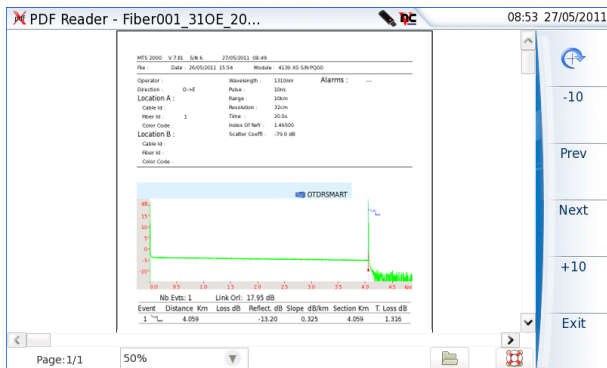 PDF Reader - Fiber001_31OE_20... 08:53 27/05/2011
MTS 2000 V 7.81 S/N 6 27/05/2011 08:49
File : Date : 26/05/2011 15:54 Module : 4136 XS S/N PQ00
Operator : Wavelength : 1310nm Alarms : ---
Direction : O->E Pulse : 10ns
Location A : Range : 10km
Cable Id : Resolution : 32cm
Fiber Id : 1 Time : 20.0s
Color Code : Index Of Refr : 1.46500
Location B : Scatter Coeffi : -79.0 dB
Cable Id :
Fiber Id :
Color Code :
OTDRSMART
dB
15
10
5
0
-5
-10
0.0 0.5 1.0 1.5 2.0 2.5 3.0 3.5 4.0 4.5 km
Nb Evts: 1 Link Orl: 17.95 dB
Event Distance Km Loss dB Reflect. dB Slope dB/km Section Km T. Loss dB
1 4.059 -13.20 0.325 4.059 1.316
-10
Prev
Next
+10
Exit
Page:1/1 50%